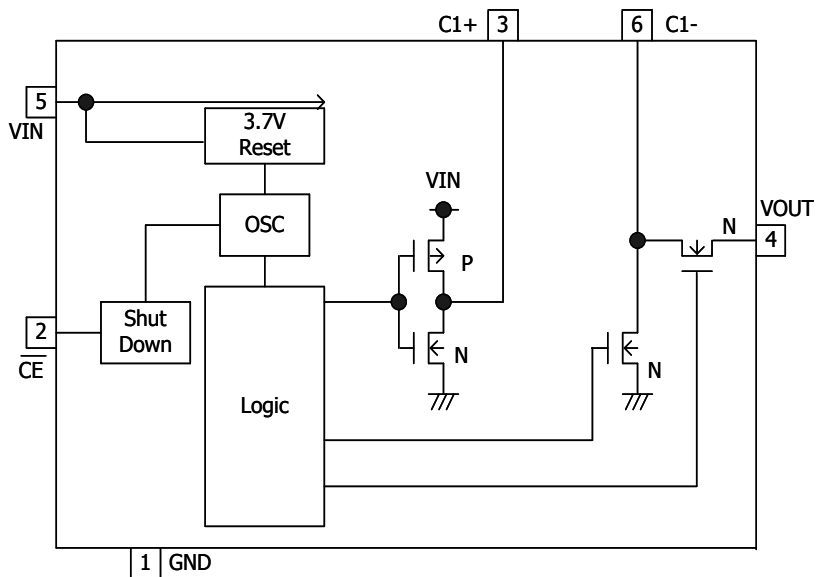 C1+ 3 6 C1-
5
VIN
3.7V
Reset
VIN
OSC
VOUT
N 4
P
2
CE
Shut
Down
N
N
Logic
1 GND